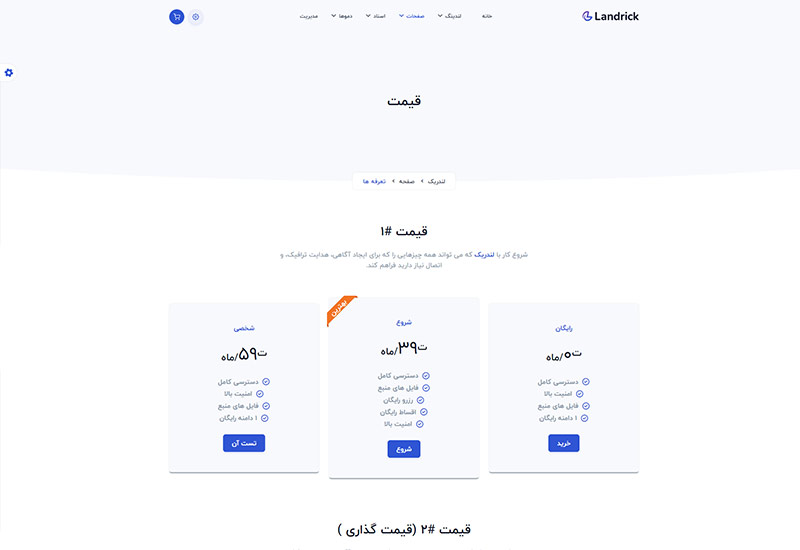 Landrick
خانه
لندینگ
صفحات
اسناد
دموها
مدیریت
قیمت
لندریک > صفحه > تعرفه ها
قیمت #۱
شروع کار با لندریک که می تواند همه چیزهایی را که برای ایجاد آگاهی، هدایت ترافیک، و
اتصال نیاز دارید فراهم کند.
رایگان
ت۰/ماه
دسترسی کامل
امنیت بالا
فایل های منبع
۱ دامنه رایگان
خرید
بهترین
شروع
ت۳۹/ماه
دسترسی کامل
فایل های منبع
رزرو رایگان
اقساط رایگان
امنیت بالا
شروع
شخصی
ت۵۹/ماه
دسترسی کامل
امنیت بالا
فایل های منبع
۱ دامنه رایگان
تست آن
قیمت #۲ (قیمت گذاری )